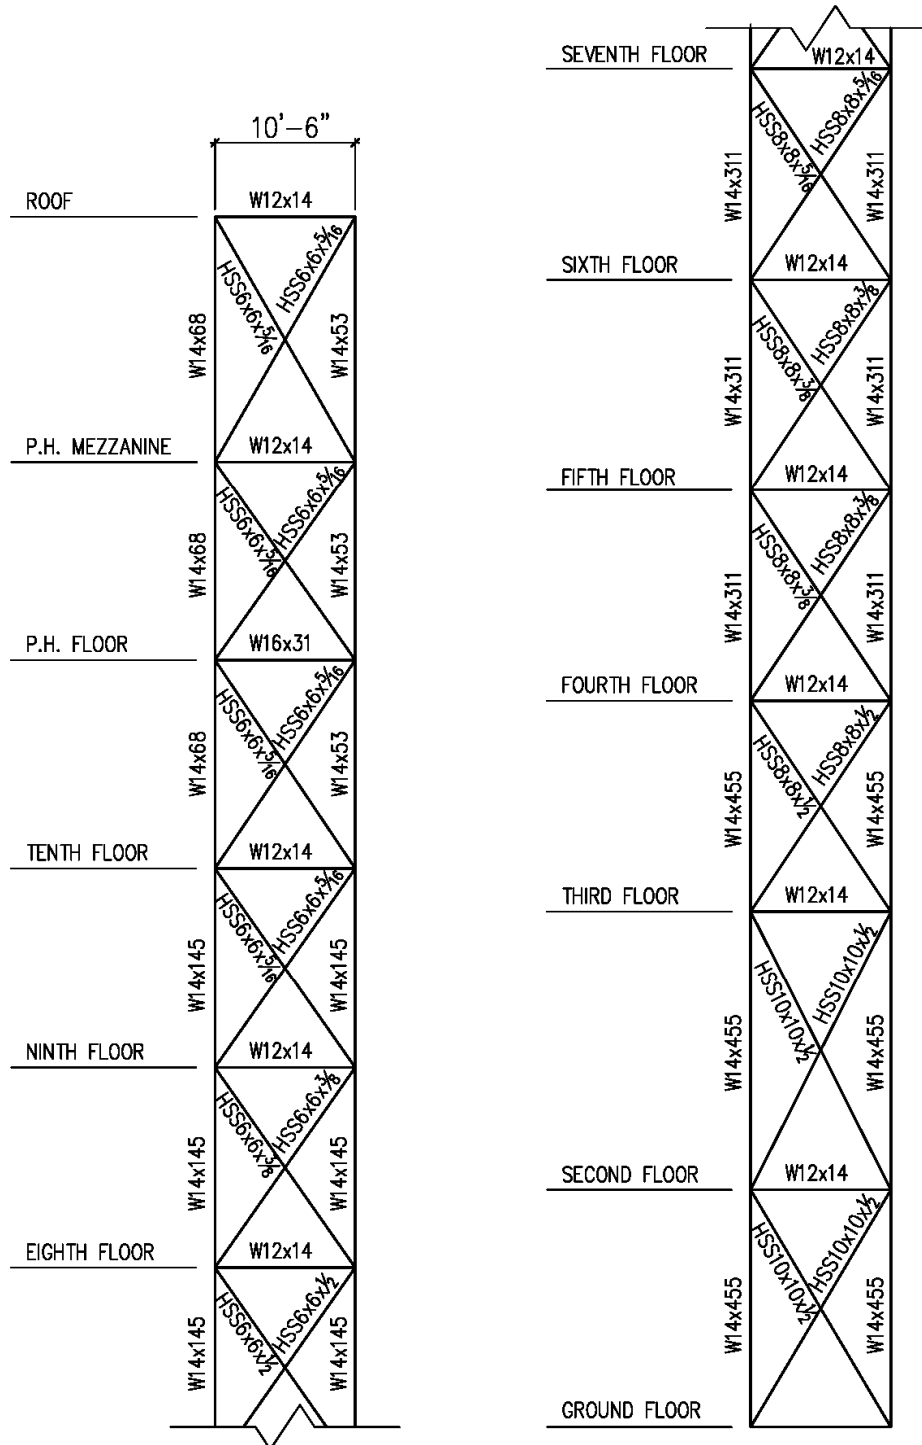 10'-6"
ROOF
W12x14
HSS6x6x5/16
HSS6x6x5/16
W14x68
W14x53
P.H. MEZZANINE
W12x14
HSS6x6x5/16
HSS6x6x5/16
W14x68
W14x53
P.H. FLOOR
W16x31
HSS6x6x5/16
HSS6x6x5/16
W14x68
W14x53
TENTH FLOOR
W12x14
HSS6x6x5/16
HSS6x6x5/16
W14x145
W14x145
NINTH FLOOR
W12x14
HSS6x6x3/8
HSS6x6x3/8
W14x145
W14x145
EIGHTH FLOOR
W12x14
HSS6x6x1/2
HSS6x6x1/2
W14x145
W14x145
SEVENTH FLOOR
W12x14
HSS8x8x5/16
HSS8x8x5/16
W14x311
W14x311
SIXTH FLOOR
W12x14
HSS8x8x3/8
HSS8x8x3/8
W14x311
W14x311
FIFTH FLOOR
W12x14
HSS8x8x3/8
HSS8x8x3/8
W14x311
W14x311
FOURTH FLOOR
W12x14
HSS8x8x1/2
HSS8x8x1/2
W14x455
W14x455
THIRD FLOOR
W12x14
HSS10x10x1/2
HSS10x10x1/2
W14x455
W14x455
SECOND FLOOR
W12x14
HSS10x10x1/2
HSS10x10x1/2
W14x455
W14x455
GROUND FLOOR